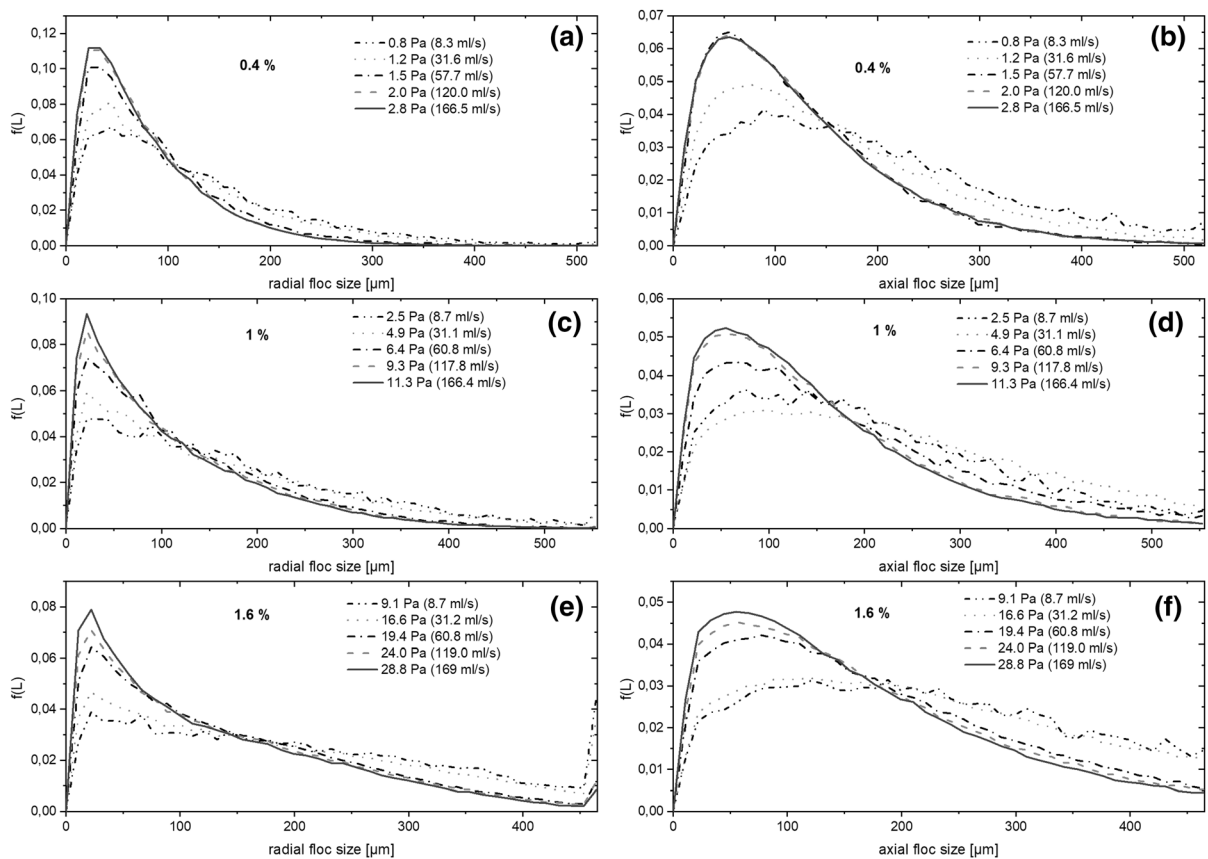 (a)
0.4 %
0.8 Pa (8.3 ml/s)
1.2 Pa (31.6 ml/s)
1.5 Pa (57.7 ml/s)
2.0 Pa (120.0 ml/s)
2.8 Pa (166.5 ml/s)
f(L)
0,12
0,10
0,08
0,06
0,04
0,02
0,00
0 100 200 300 400 500
radial floc size [µm]
(b)
0.4 %
0.8 Pa (8.3 ml/s)
1.2 Pa (31.6 ml/s)
1.5 Pa (57.7 ml/s)
2.0 Pa (120.0 ml/s)
2.8 Pa (166.5 ml/s)
f(L)
0,07
0,06
0,05
0,04
0,03
0,02
0,01
0,00
0 100 200 300 400 500
axial floc size [µm]
(c)
1 %
2.5 Pa (8.7 ml/s)
4.9 Pa (31.1 ml/s)
6.4 Pa (60.8 ml/s)
9.3 Pa (117.8 ml/s)
11.3 Pa (166.4 ml/s)
f(L)
0,10
0,08
0,06
0,04
0,02
0,00
0 100 200 300 400 500
radial floc size [µm]
(d)
1 %
2.5 Pa (8.7 ml/s)
4.9 Pa (31.1 ml/s)
6.4 Pa (60.8 ml/s)
9.3 Pa (117.8 ml/s)
11.3 Pa (166.4 ml/s)
f(L)
0,06
0,05
0,04
0,03
0,02
0,01
0,00
0 100 200 300 400 500
axial floc size [µm]
(e)
1.6 %
9.1 Pa (8.7 ml/s)
16.6 Pa (31.2 ml/s)
19.4 Pa (60.8 ml/s)
24.0 Pa (119.0 ml/s)
28.8 Pa (169 ml/s)
f(L)
0,08
0,06
0,04
0,02
0,00
0 100 200 300 400
radial floc size [µm]
(f)
1.6 %
9.1 Pa (8.7 ml/s)
16.6 Pa (31.2 ml/s)
19.4 Pa (60.8 ml/s)
24.0 Pa (119.0 ml/s)
28.8 Pa (169 ml/s)
f(L)
0,05
0,04
0,03
0,02
0,01
0,00
0 100 200 300 400
axial floc size [µm]